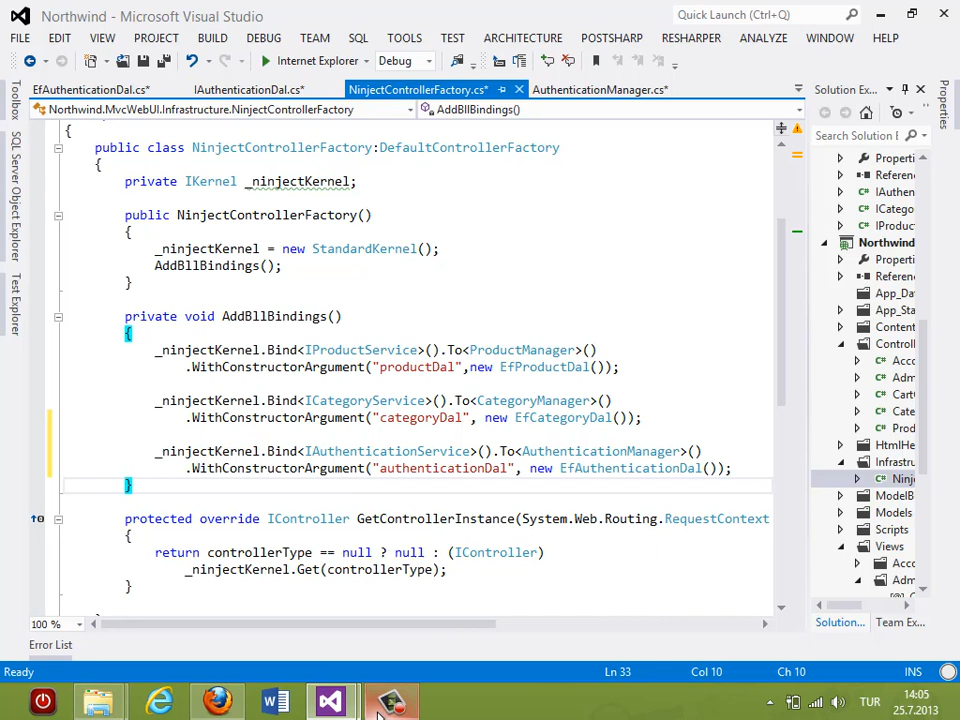 Northwind - Microsoft Visual Studio
Quick Launch (Ctrl+Q)
FILE EDIT VIEW PROJECT BUILD DEBUG TEAM SQL TOOLS TEST ARCHITECTURE POSTSHARP RESHARPER ANALYZE WINDOW HELP
Internet Explorer Debug
EfAuthenticationDal.cs* IAuthenticationDal.cs* NinjectControllerFactory.cs* AuthenticationManager.cs*
Northwind.MvcWebUI.Infrastructure.NinjectControllerFactory AddBllBindings()
Toolbox
SQL Server Object Explorer
Test Explorer
{
public class NinjectControllerFactory:DefaultControllerFactory
{
private IKernel _ninjectKernel;
public NinjectControllerFactory()
{
_ninjectKernel = new StandardKernel();
AddBllBindings();
}
private void AddBllBindings()
{
_ninjectKernel.Bind<IProductService>().To<ProductManager>()
.WithConstructorArgument("productDal",new EfProductDal());
_ninjectKernel.Bind<ICategoryService>().To<CategoryManager>()
.WithConstructorArgument("categoryDal", new EfCategoryDal());
_ninjectKernel.Bind<IAuthenticationService>().To<AuthenticationManager>()
.WithConstructorArgument("authenticationDal", new EfAuthenticationDal());
}
protected override IController GetControllerInstance(System.Web.Routing.RequestContext
{
return controllerType == null ? null : (IController)
_ninjectKernel.Get(controllerType);
}
100 %
Solution Ex...
Search Solution E
Properti
Referen
IAuthen
ICatego
IProduc
Northwind
Properti
Referen
App_Da
App_Sta
Content
Controll
Acco
Adm
Cart
Cate
Prod
HtmlHe
Infrastru
Ninje
ModelB
Models
Scripts
Views
Acco
Adm
Solution... Team Ex...
Properties
Error List
Ready Ln 33 Col 10 Ch 10 INS
TUR
14:05
25.7.2013